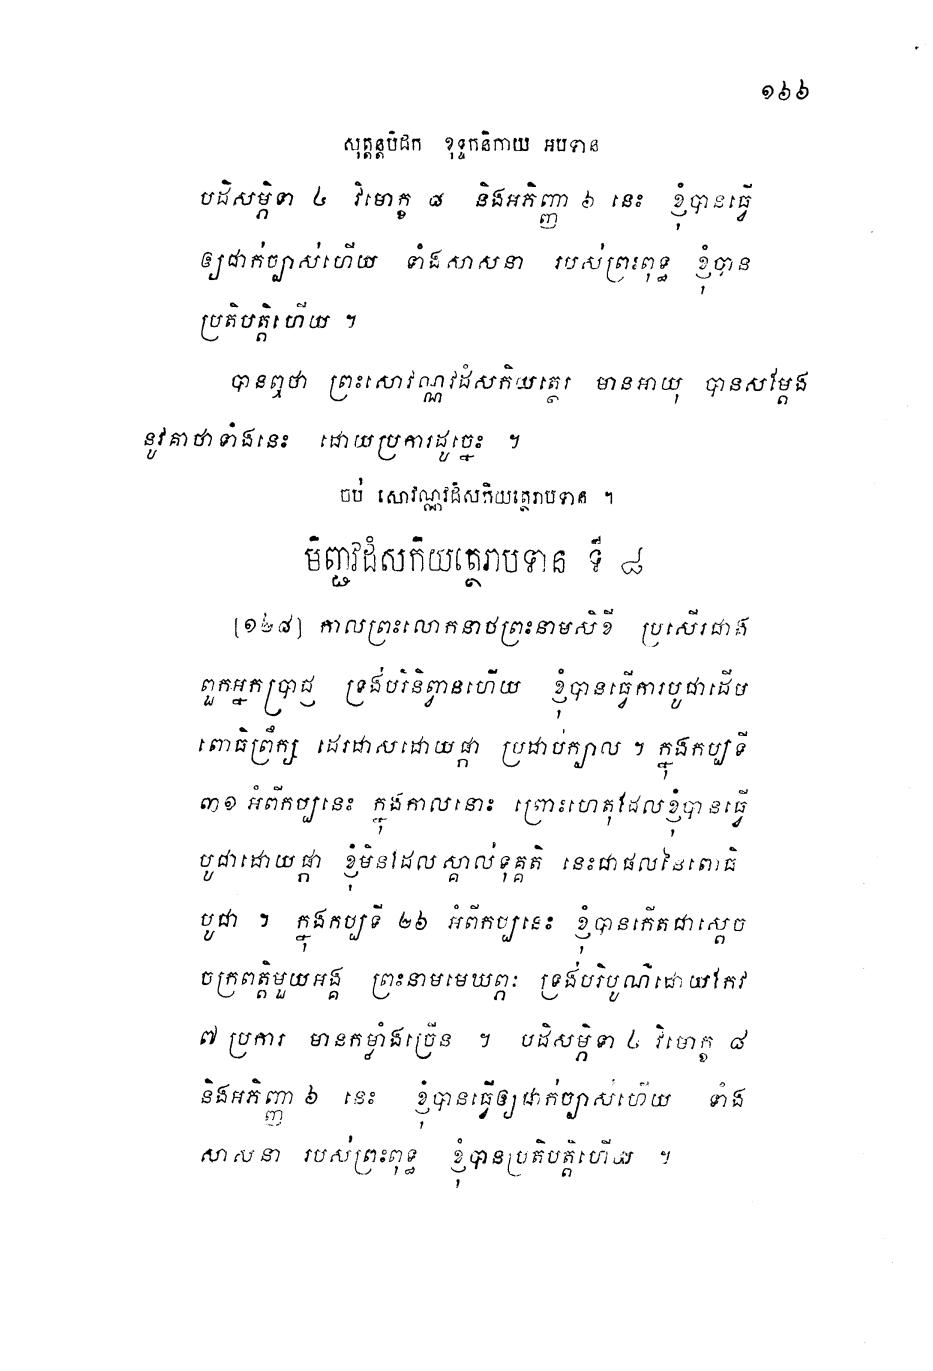 ១៦៦
សុត្តន្តបិដក ខុទ្ទកនិកាយ អបទាន
បដិសម្ភិទា ៤ វិមោក្ខ ៨ និងអភិញ្ញា ៦ នេះ ខ្ញុំបានធ្វើ
ឲ្យជាក់ច្បាស់ហើយ ទាំងសាសនា របស់ព្រះពុទ្ធ ខ្ញុំបាន
ប្រតិបត្តិហើយ ។
បានឮថា ព្រះសោវណ្ណវដំសកិយត្ថេរ មានអាយុ បានសម្ដែង
នូវគាថាទាំងនេះ ដោយប្រការដូច្នេះ ។
ចប់ សោវណ្ណវដំសកិយត្ថេរាបទាន ។
មិញ្ជវដំសកិយត្ថេរាបទាន ទី ៨
[១២៨] កាលព្រះលោកនាថព្រះនាមសិខី ប្រសើរជាង
ពួកអ្នកប្រាជ្ញ ទ្រង់បរិនិព្វានហើយ ខ្ញុំបានធ្វើការបូជាដើម
ពោធិព្រឹក្ស ដេរដាសដោយផ្កា ប្រដាប់ក្បាល ។ ក្នុងកប្បទី
៣១ អំពីកប្បនេះ ក្នុងកាលនោះ ព្រោះហេតុដែលខ្ញុំបានធ្វើ
បូជាដោយផ្កា ខ្ញុំមិនដែលស្គាល់ទុគ្គតិ នេះជាផលនៃពោធិ
បូជា ។ ក្នុងកប្បទី ២៦ អំពីកប្បនេះ ខ្ញុំបានកើតជាស្ដេច
ចក្រពត្តិមួយអង្គ ព្រះនាមមេឃព្ភៈ ទ្រង់បរិបូណ៌ដោយកែវ
៧ ប្រការ មានកម្លាំងច្រើន ។ បដិសម្ភិទា ៤ វិមោក្ខ ៨
និងអភិញ្ញា ៦ នេះ ខ្ញុំបានធ្វើឲ្យជាក់ច្បាស់ហើយ ទាំង
សាសនា របស់ព្រះពុទ្ធ ខ្ញុំបានប្រតិបត្តិហើយ ។